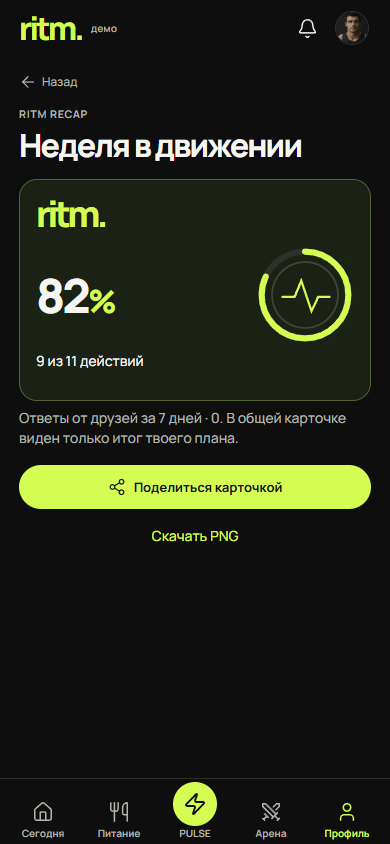 ritm. демо
Назад
RITM RECAP
Неделя в движении
ritm.
82%
9 из 11 действий
Ответы от друзей за 7 дней · 0. В общей карточке
виден только итог твоего плана.
Поделиться карточкой
Скачать PNG
Сегодня Питание PULSE Арена Профиль